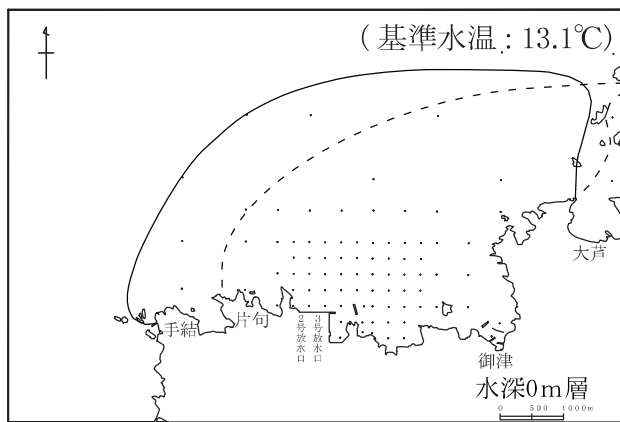 (基準水温:13.1℃)
大芦
手結
片句
2号放水口
3号放水口
御津
水深0m層
0 500 1000m